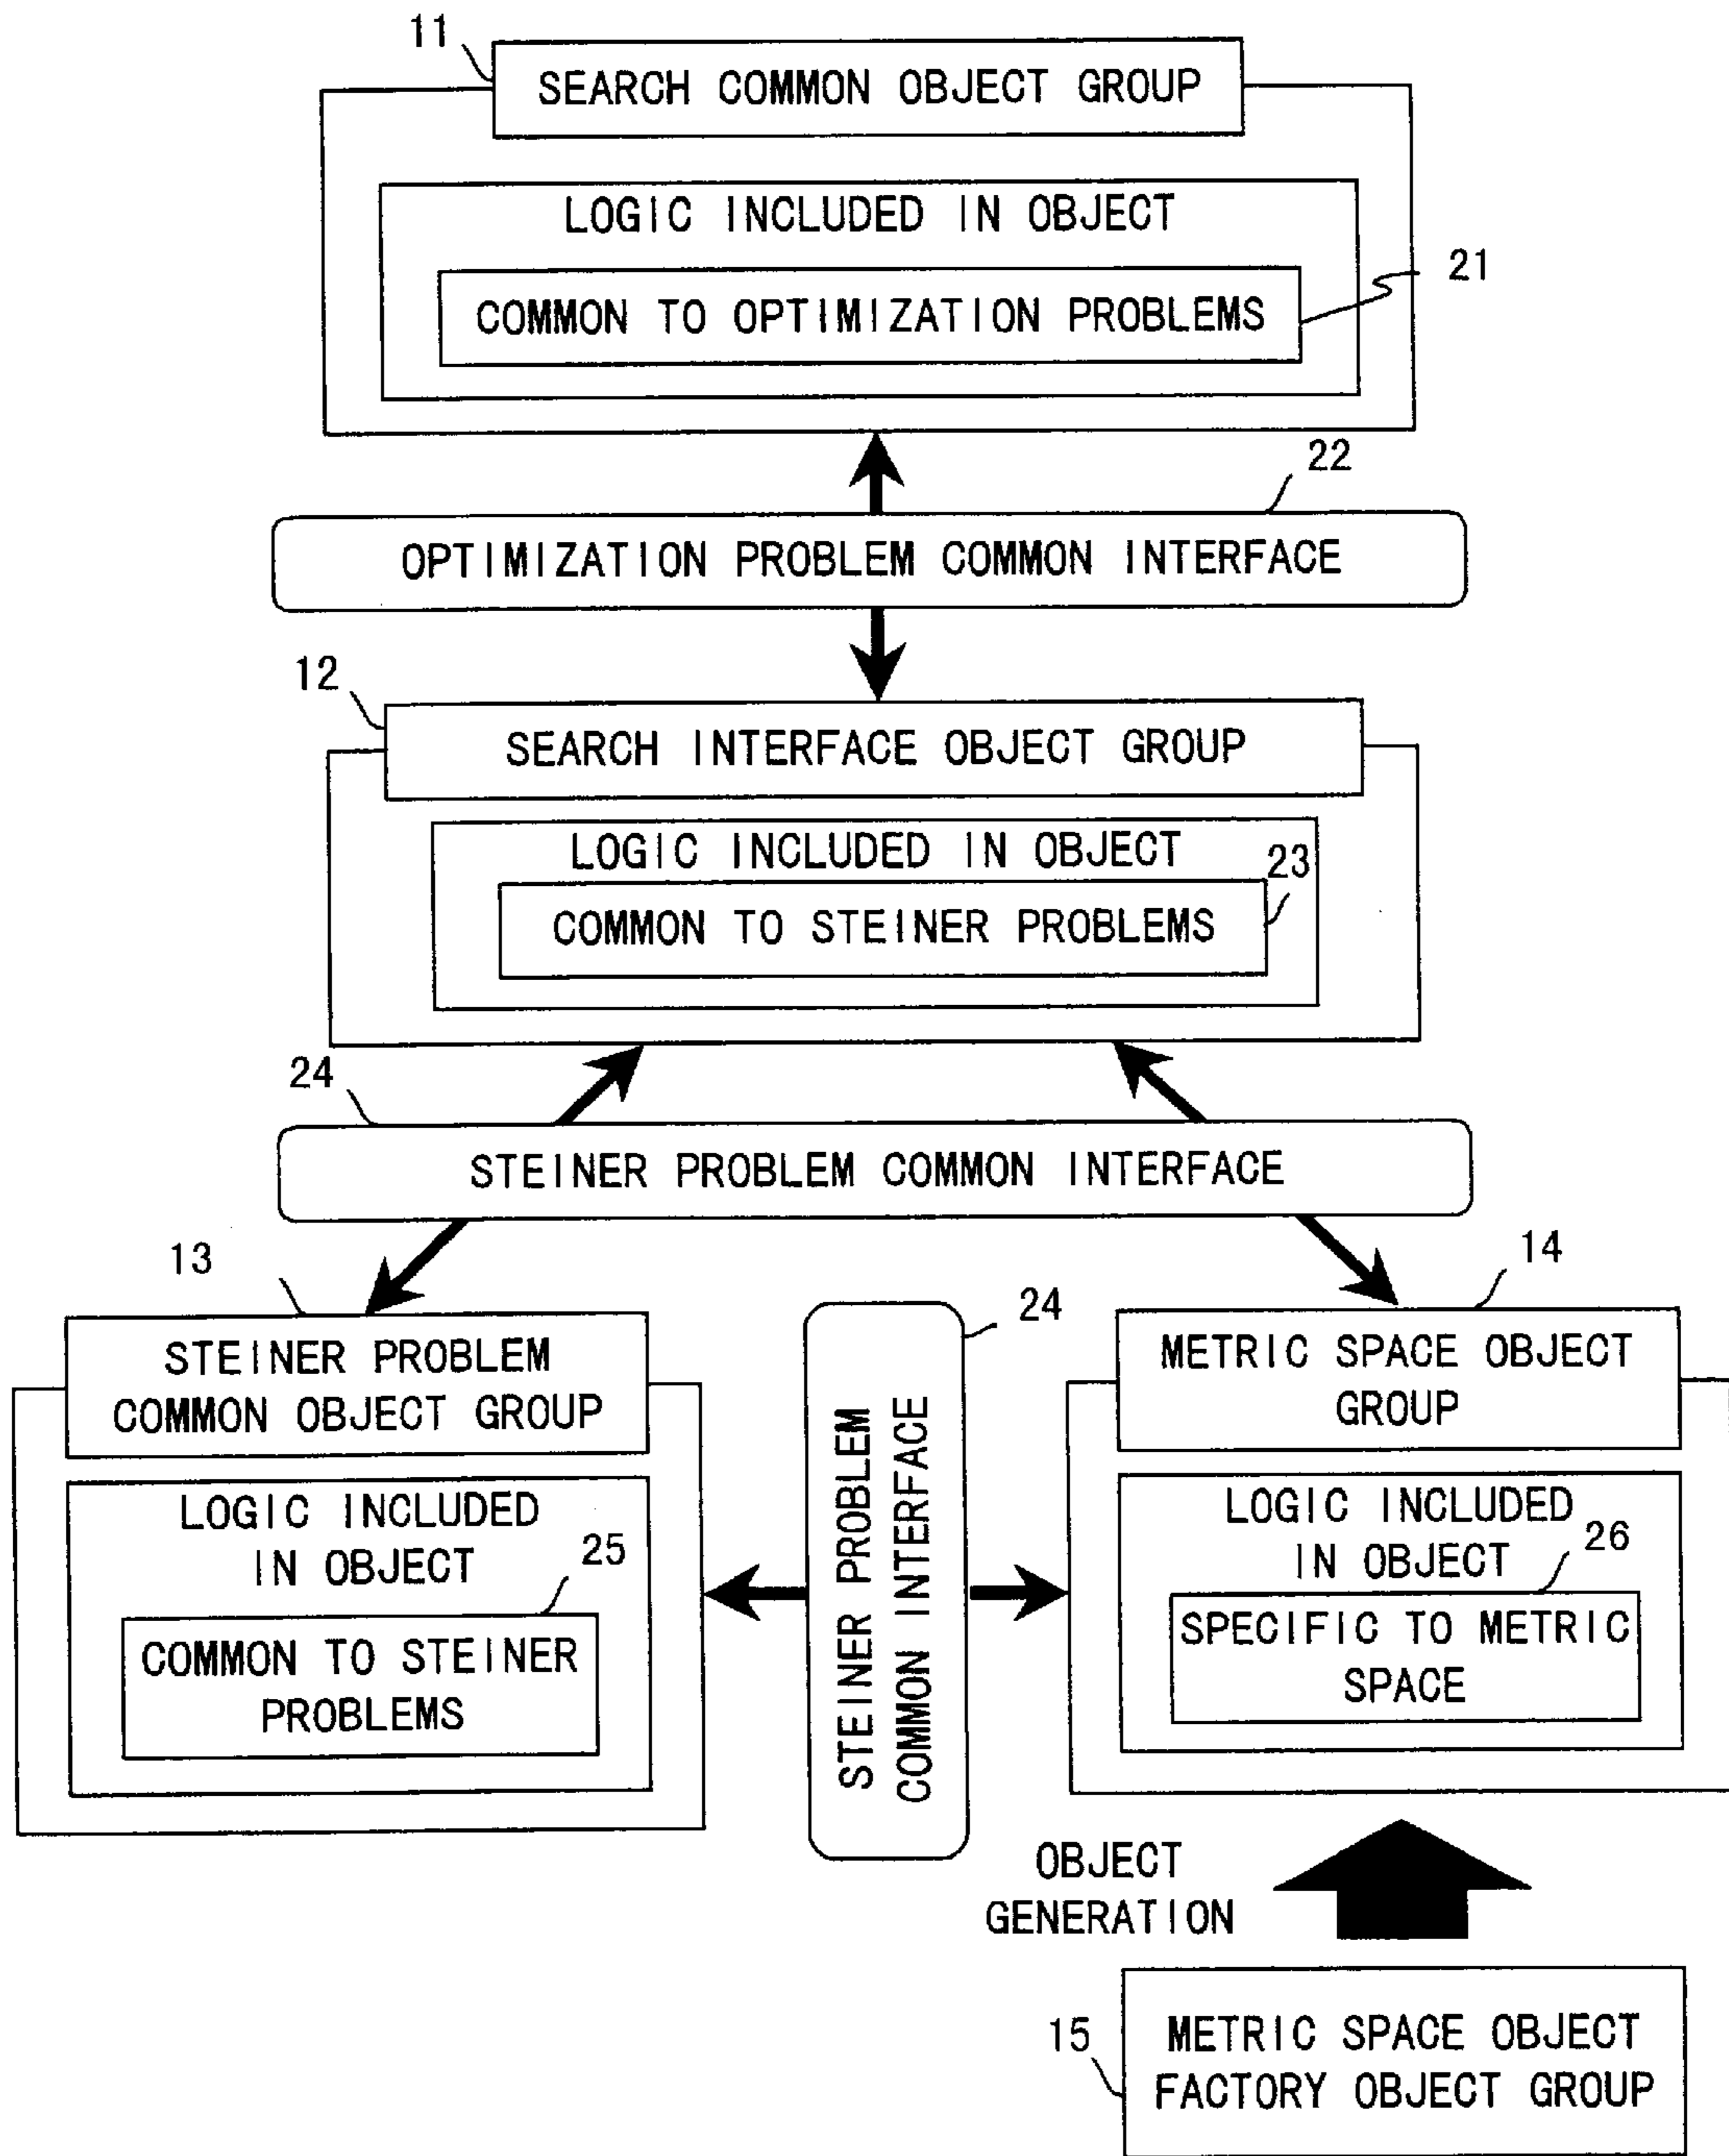 11
SEARCH COMMON OBJECT GROUP
LOGIC INCLUDED IN OBJECT
21
COMMON TO OPTIMIZATION PROBLEMS
22
OPTIMIZATION PROBLEM COMMON INTERFACE
12
SEARCH INTERFACE OBJECT GROUP
LOGIC INCLUDED IN OBJECT
23
COMMON TO STEINER PROBLEMS
24
STEINER PROBLEM COMMON INTERFACE
13
STEINER PROBLEM
COMMON OBJECT GROUP
LOGIC INCLUDED
IN OBJECT
25
COMMON TO STEINER
PROBLEMS
24
STEINER PROBLEM
COMMON INTERFACE
14
METRIC SPACE OBJECT
GROUP
LOGIC INCLUDED
IN OBJECT
26
SPECIFIC TO METRIC
SPACE
OBJECT
GENERATION
15
METRIC SPACE OBJECT
FACTORY OBJECT GROUP